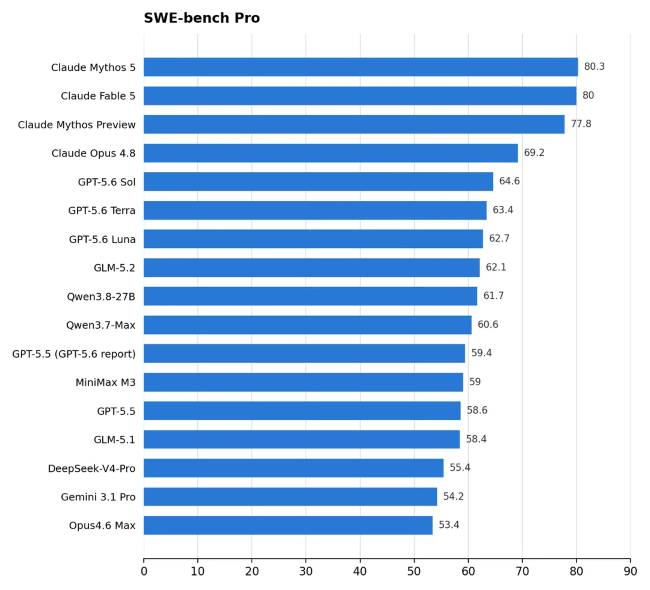 SWE-bench Pro
Claude Mythos 5 80.3
Claude Fable 5 80
Claude Mythos Preview 77.8
Claude Opus 4.8 69.2
GPT-5.6 Sol 64.6
GPT-5.6 Terra 63.4
GPT-5.6 Luna 62.7
GLM-5.2 62.1
Qwen3.8-27B 61.7
Qwen3.7-Max 60.6
GPT-5.5 (GPT-5.6 report) 59.4
MiniMax M3 59
GPT-5.5 58.6
GLM-5.1 58.4
DeepSeek-V4-Pro 55.4
Gemini 3.1 Pro 54.2
Opus4.6 Max 53.4
0 10 20 30 40 50 60 70 80 90